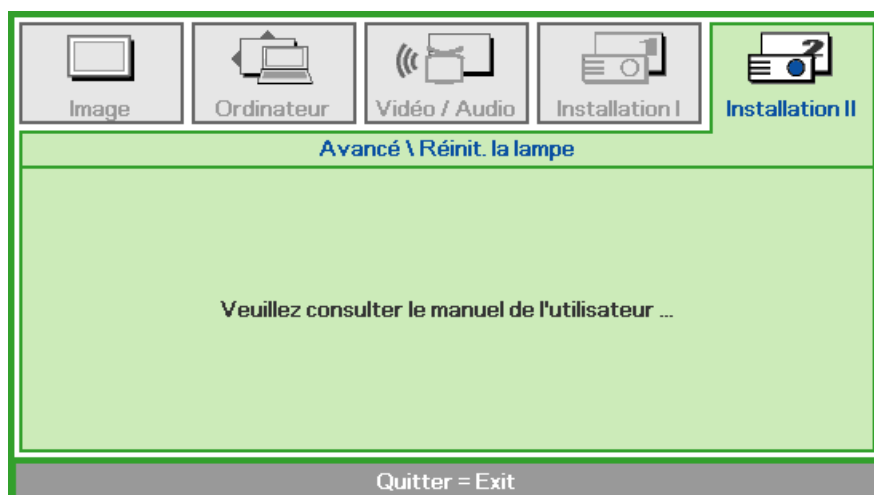 Image
Ordinateur
Vidéo / Audio
Installation I
2
Installation II
Avancé \ Réinit. la lampe
Veuillez consulter le manuel de l'utilisateur ...
Quitter = Exit